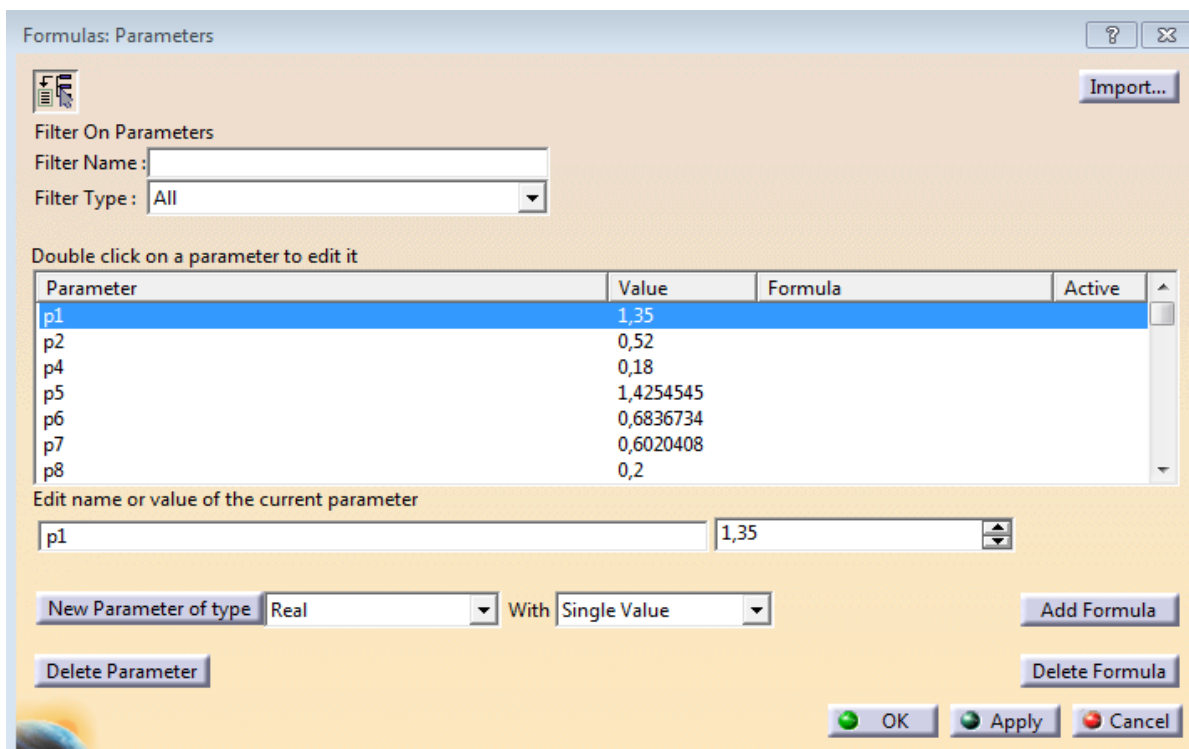 Formulas: Parameters
Import...
Filter On Parameters
Filter Name :
Filter Type : All
Double click on a parameter to edit it
Parameter Value Formula Active
p1 1,35
p2 0,52
p4 0,18
p5 1,4254545
p6 0,6836734
p7 0,6020408
p8 0,2
Edit name or value of the current parameter
p1 1,35
New Parameter of type Real With Single Value Add Formula
Delete Parameter Delete Formula
OK Apply Cancel